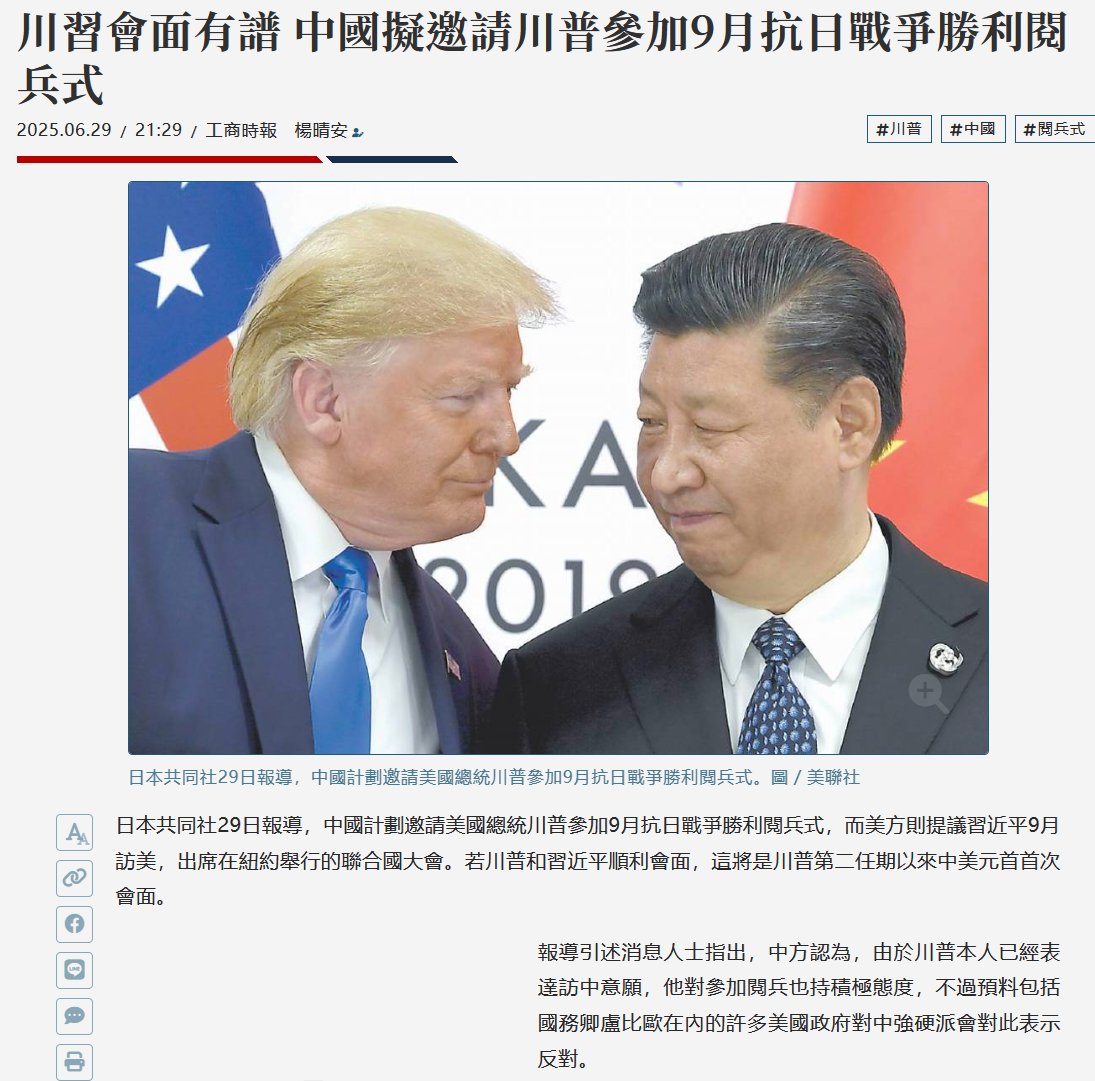 川習會面有譜 中國擬邀請川普參加9月抗日戰爭勝利閱
兵式
2025.06.29 / 21:29 / 工商時報 楊晴安
#川普 #中國 #閱兵式
KA
2019
日本共同社29日報導，中國計劃邀請美國總統川普參加9月抗日戰爭勝利閱兵式。圖／美聯社
日本共同社29日報導，中國計劃邀請美國總統川普參加9月抗日戰爭勝利閱兵式，而美方則提議習近平9月
訪美，出席在紐約舉行的聯合國大會。若川普和習近平順利會面，這將是川普第二任期以來中美元首首次
會面。
報導引述消息人士指出，中方認為，由於川普本人已經表
達訪中意願，他對參加閱兵也持積極態度，不過預料包括
國務卿盧比歐在內的許多美國政府對中強硬派會對此表示
反對。